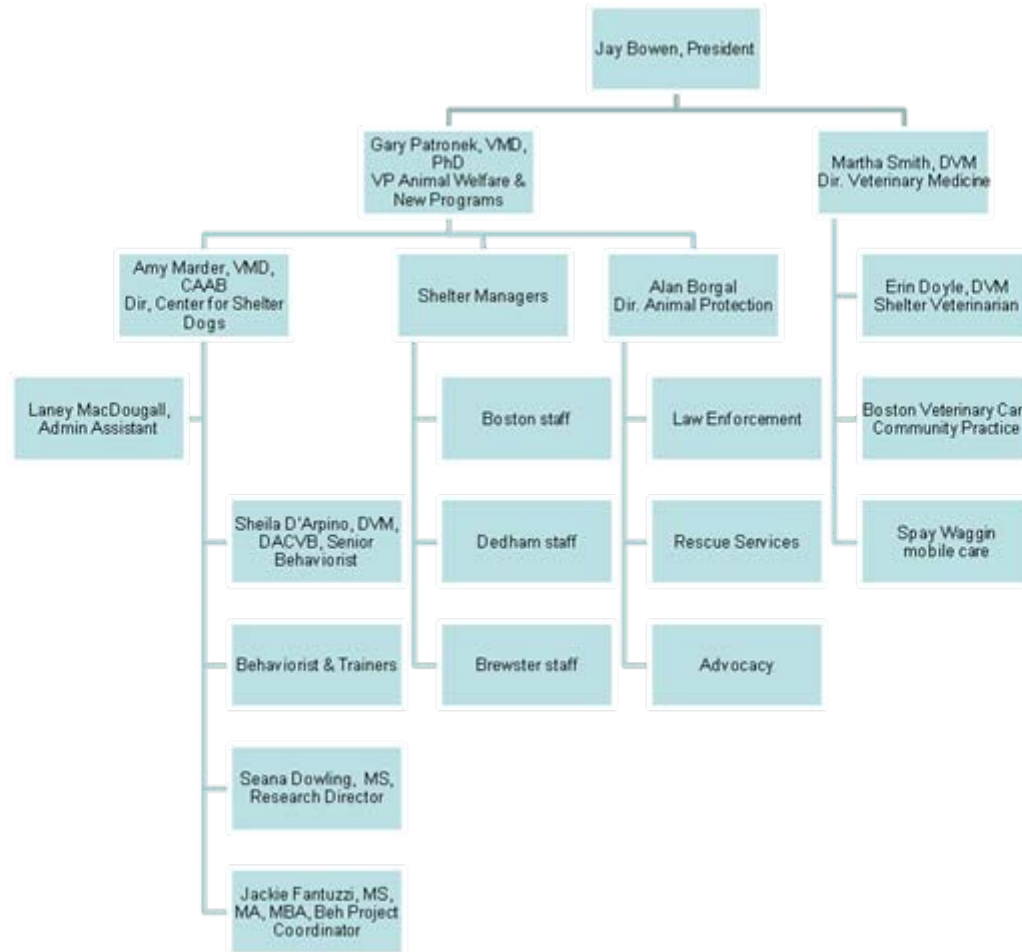 Jay Bowen, President
Gary Patronek, VMD,
PhD
VP Animal Welfare &
New Programs
Martha Smith, DVM
Dir. Veterinary Medicine
Amy Marder, VMD,
CAAB
Dir, Center for Shelter
Dogs
Shelter Managers
Alan Borgal
Dir. Animal Protection
Erin Doyle, DVM
Shelter Veterinarian
Laney MacDougall,
Admin Assistant
Boston staff
Law Enforcement
Boston Veterinary Car
Community Practice
Sheila D'Arpino, DVM,
DACVB, Senior
Behaviorist
Dedham staff
Rescue Services
Spay Waggin
mobile care
Behaviorist & Trainers
Brewster staff
Advocacy
Seana Dowling, MS,
Research Director
Jackie Fantuzzi, MS,
MA, MBA, Beh Project
Coordinator